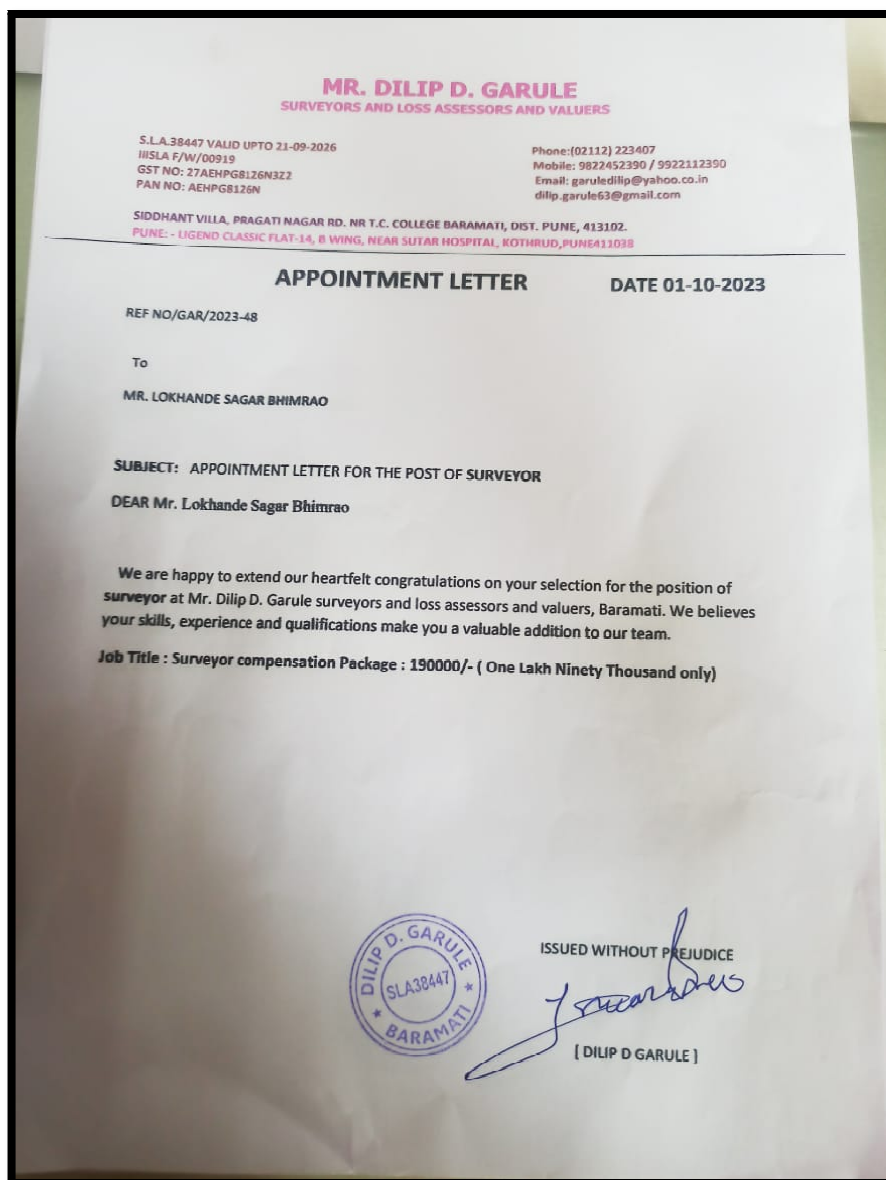 MR. DILIP D. GARULE
SURVEYORS AND LOSS ASSESSORS AND VALUERS
S.L.A.38447 VALID UPTO 21-09-2026
IIISLA F/W/00919
GST NO: 27AEHPG8126N3Z2
PAN NO: AEHPG8126N
Phone:(02112) 223407
Mobile: 9822452390 / 9922112390
Email: garuledilip@yahoo.co.in
dilip.garule63@gmail.com
SIDDHANT VILLA, PRAGATI NAGAR RD. NR T.C. COLLEGE BARAMATI, DIST. PUNE, 413102.
PUNE: - LIGEND CLASSIC FLAT-14, B WING, NEAR SUTAR HOSPITAL, KOTHRUD,PUNE411038
APPOINTMENT LETTER DATE 01-10-2023
REF NO/GAR/2023-48
To
MR. LOKHANDE SAGAR BHIMRAO
SUBJECT: APPOINTMENT LETTER FOR THE POST OF SURVEYOR
DEAR Mr. Lokhande Sagar Bhimrao
We are happy to extend our heartfelt congratulations on your selection for the position of
surveyor at Mr. Dilip D. Garule surveyors and loss assessors and valuers, Baramati. We believes
your skills, experience and qualifications make you a valuable addition to our team.
Job Title : Surveyor compensation Package : 190000/- ( One Lakh Ninety Thousand only)
DILIP D. GARULE
SLA38447
BARAMATI
ISSUED WITHOUT PREJUDICE
[ DILIP D GARULE ]